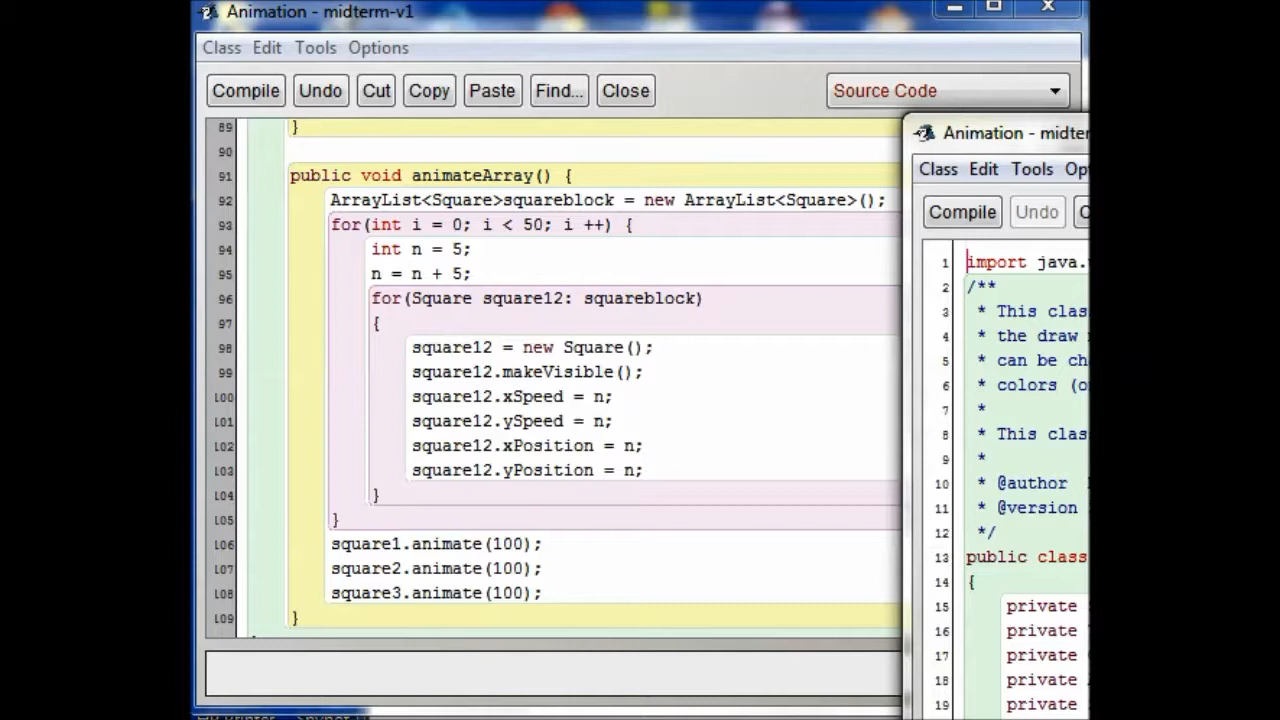 Animation - midterm-v1
Class Edit Tools Options
Compile Undo Cut Copy Paste Find... Close Source Code
89 }
90
91 public void animateArray() {
92 ArrayList<Square>squareblock = new ArrayList<Square>();
93 for(int i = 0; i < 50; i ++) {
94 int n = 5;
95 n = n + 5;
96 for(Square square12: squareblock)
97 {
98 square12 = new Square();
99 square12.makeVisible();
100 square12.xSpeed = n;
101 square12.ySpeed = n;
102 square12.xPosition = n;
103 square12.yPosition = n;
104 }
105 }
106 square1.animate(100);
107 square2.animate(100);
108 square3.animate(100);
109 }
Animation - midterm
Class Edit Tools Op
Compile Undo C
1 import java.
2 /**
3 * This clas
4 * the draw
5 * can be ch
6 * colors (o
7 *
8 * This clas
9 *
10 * @author
11 * @version
12 */
13 public class
14 {
15 private
16 private
17 private
18 private
19 private